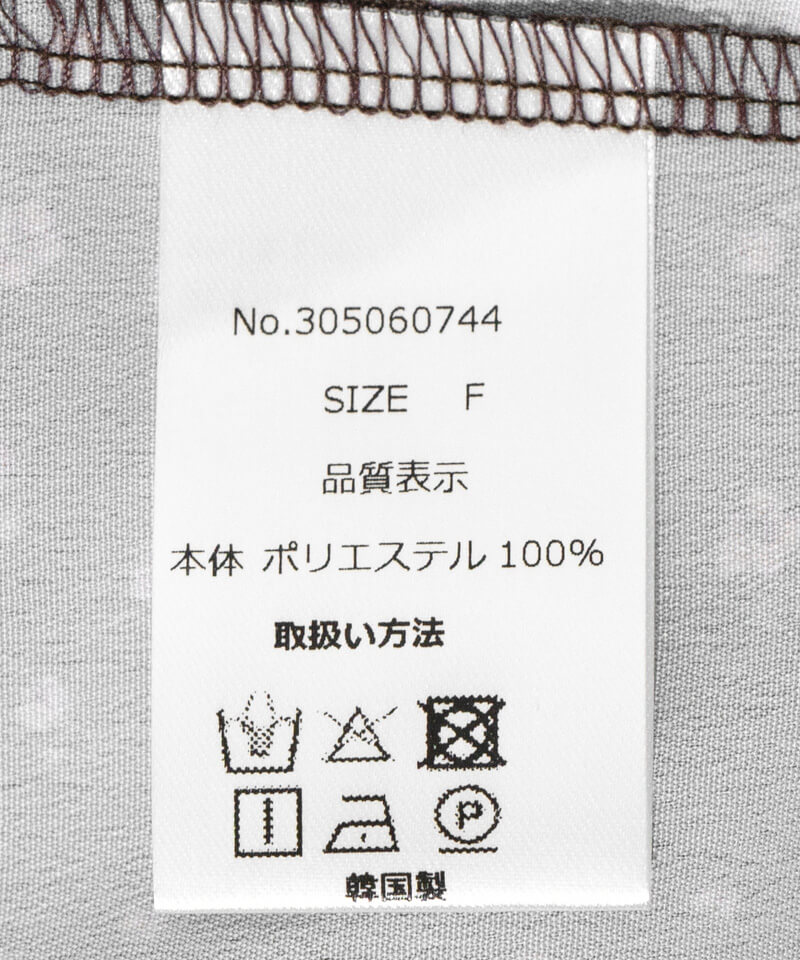 No.305060744
SIZE F
品質表示
本体 ポリエステル 100%
取扱い方法
P
韓国製